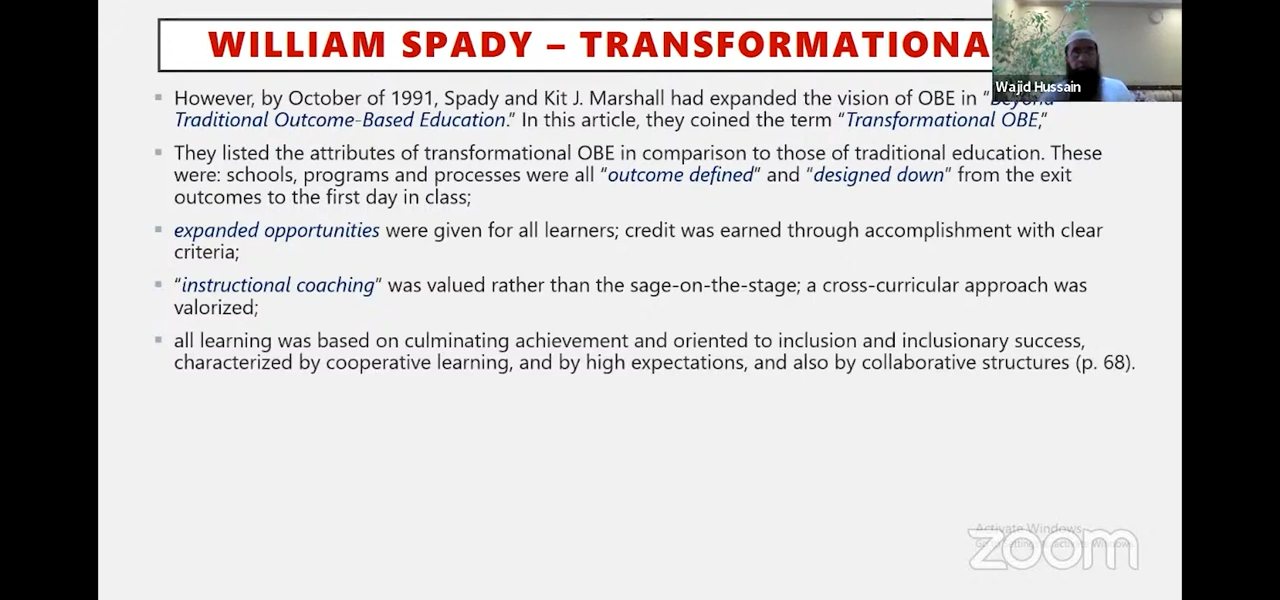 WILLIAM SPADY – TRANSFORMATIONA
Wajid Hussain
However, by October of 1991, Spady and Kit J. Marshall had expanded the vision of OBE in “Beyond
Traditional Outcome-Based Education.” In this article, they coined the term “Transformational OBE,”
They listed the attributes of transformational OBE in comparison to those of traditional education. These
were: schools, programs and processes were all “outcome defined” and “designed down” from the exit
outcomes to the first day in class;
expanded opportunities were given for all learners; credit was earned through accomplishment with clear
criteria;
“instructional coaching” was valued rather than the sage-on-the-stage; a cross-curricular approach was
valorized;
all learning was based on culminating achievement and oriented to inclusion and inclusionary success,
characterized by cooperative learning, and by high expectations, and also by collaborative structures (p. 68).
Activate Windows
zoom